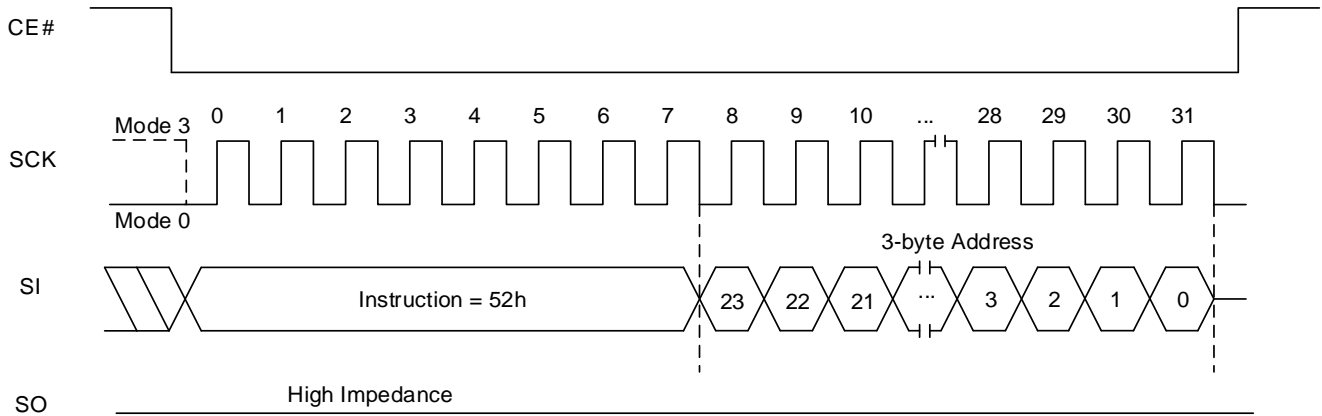 CE#
0 1 2 3 4 5 6 7 8 9 10 ... 28 29 30 31
Mode 3
SCK
Mode 0
3-byte Address
SI
Instruction = 52h 23 22 21 ... 3 2 1 0
High Impedance
SO